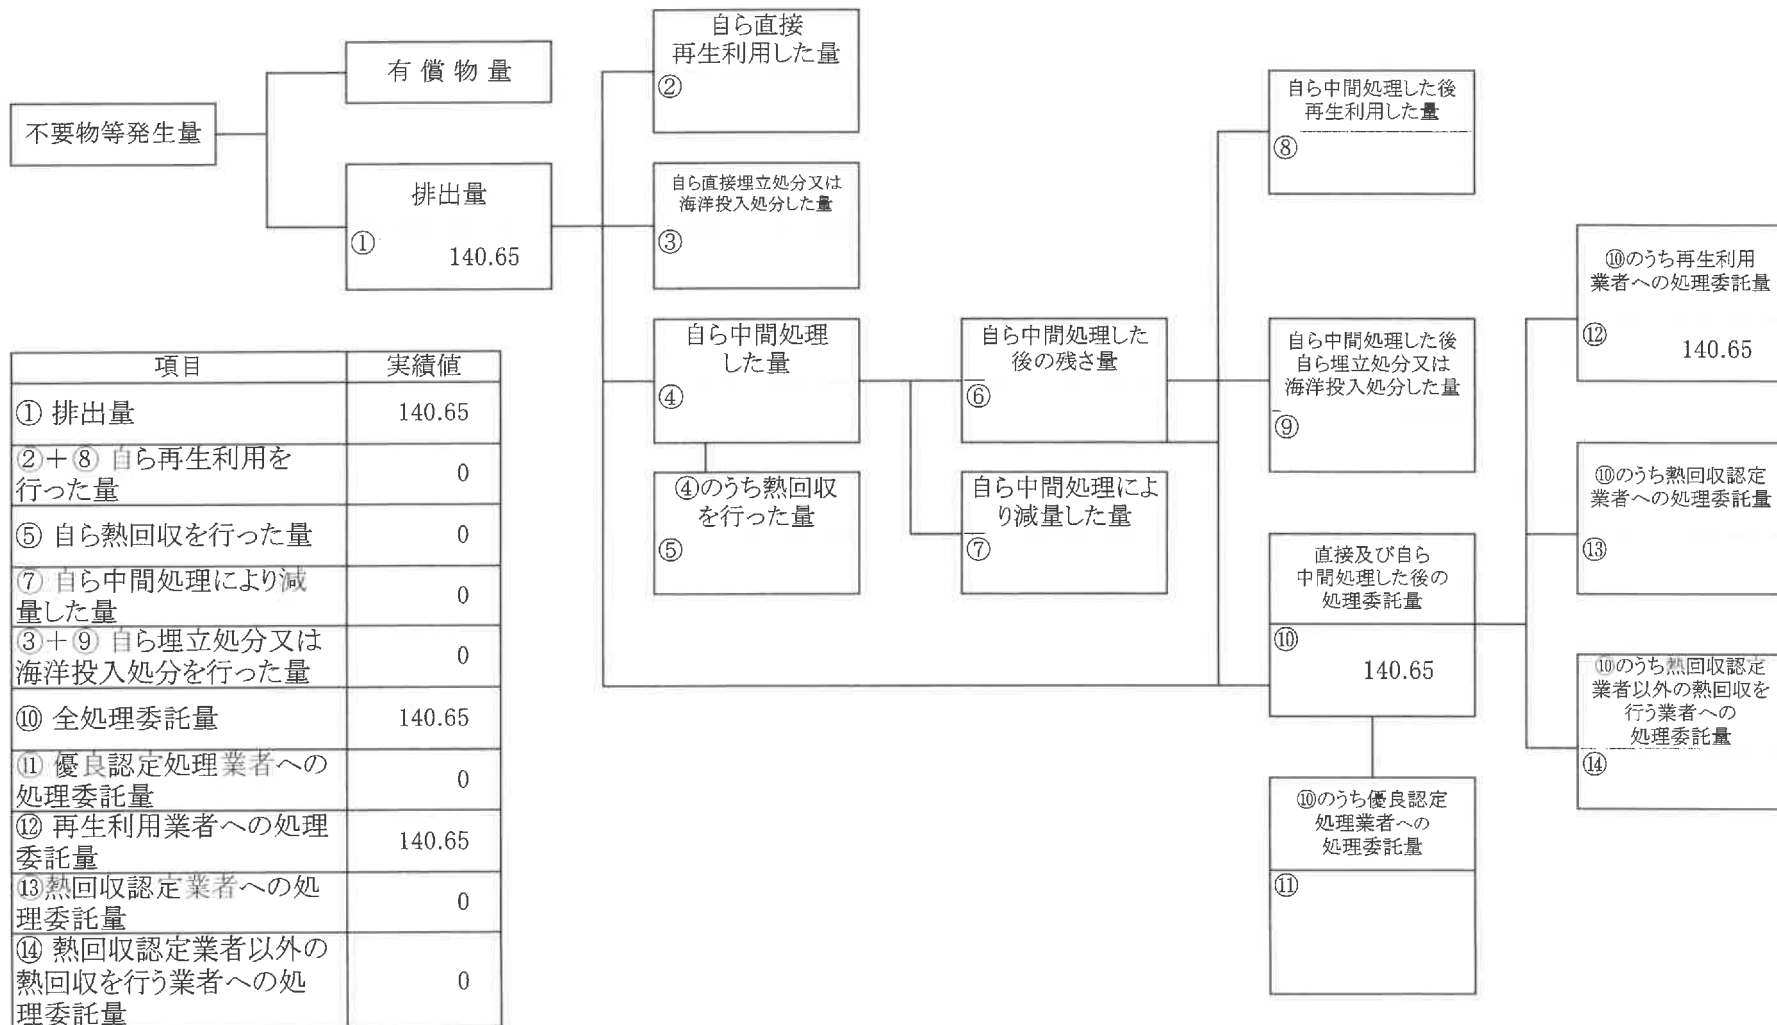 不要物等発生量
有償物量
排出量
①
140.65
自ら直接
再生利用した量
②
自ら直接埋立処分又は
海洋投入処分した量
③
自ら中間処理
した量
④
④のうち熱回収
を行った量
⑤
自ら中間処理した
後の残さ量
⑥
自ら中間処理によ
り減量した量
⑦
自ら中間処理した後
再生利用した量
⑧
自ら中間処理した後
自ら埋立処分又は
海洋投入処分した量
⑨
直接及び自ら
中間処理した後の
処理委託量
⑩
140.65
⑩のうち優良認定
処理業者への
処理委託量
⑪
⑩のうち再生利用
業者への処理委託量
⑫
140.65
⑩のうち熱回収認定
業者への処理委託量
⑬
⑩のうち熱回収認定
業者以外の熱回収を
行う業者への
処理委託量
⑭
項目 実績値
① 排出量 140.65
②+⑧ 自ら再生利用を
行った量 0
⑤ 自ら熱回収を行った量 0
⑦ 自ら中間処理により減
量した量 0
③+⑨ 自ら埋立処分又は
海洋投入処分を行った量 0
⑩ 全処理委託量 140.65
⑪ 優良認定処理業者への
処理委託量 0
⑫ 再生利用業者への処理
委託量 140.65
⑬熱回収認定業者への処
理委託量 0
⑭ 熱回収認定業者以外の
熱回収を行う業者への処
理委託量 0